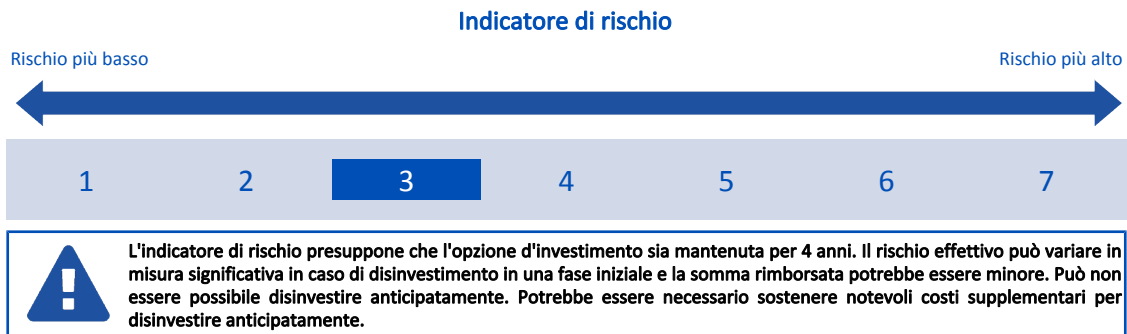 Indicatore di rischio
Rischio più basso
Rischio più alto
1 2 3 4 5 6 7
L'indicatore di rischio presuppone che l'opzione d'investimento sia mantenuta per 4 anni. Il rischio effettivo può variare in
misura significativa in caso di disinvestimento in una fase iniziale e la somma rimborsata potrebbe essere minore. Può non
essere possibile disinvestire anticipatamente. Potrebbe essere necessario sostenere notevoli costi supplementari per
disinvestire anticipatamente.